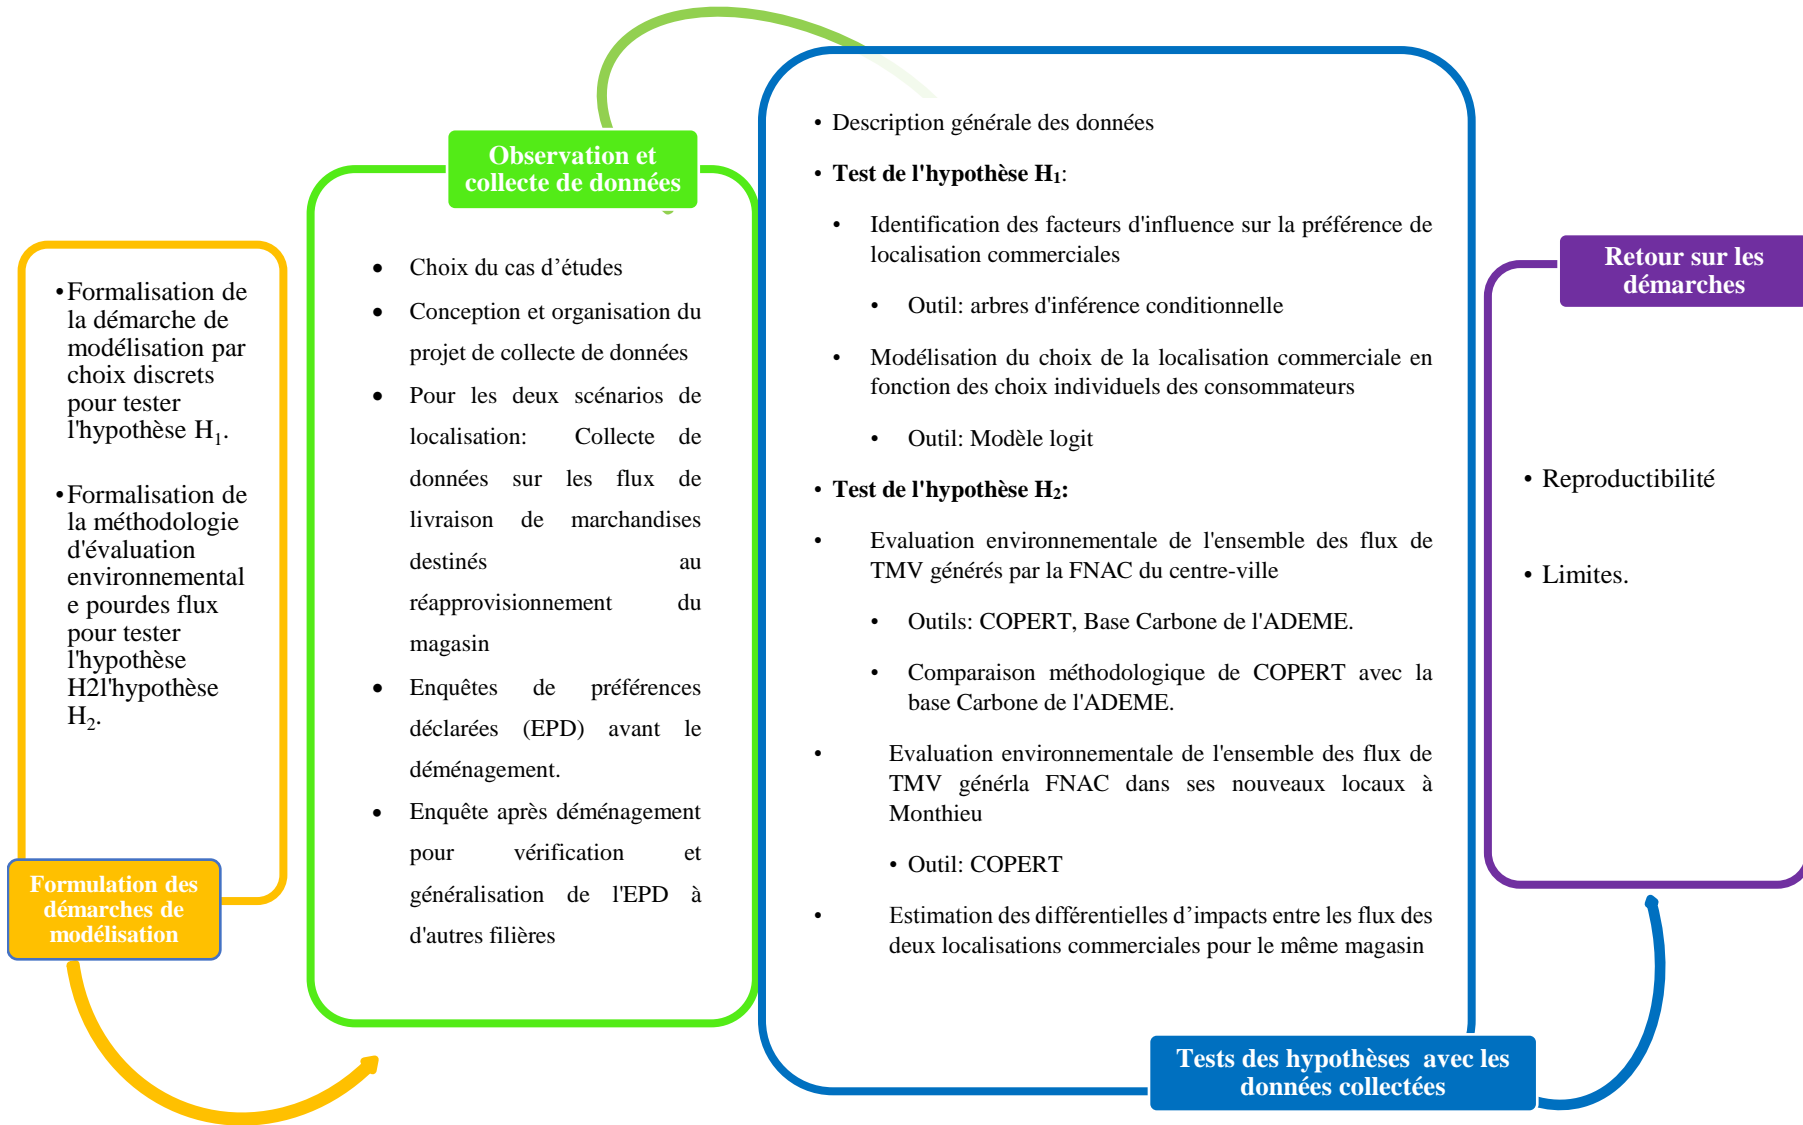 •Formalisation de
la démarche de
modélisation par
choix discrets
pour tester
l'hypothèse H₁.
•Formalisation de
la méthodologie
d'évaluation
environnemental
e pourdes flux
pour tester
l'hypothèse
H2l'hypothèse
H₂.
Formulation des
démarches de
modélisation
Observation et
collecte de données
• Choix du cas d’études
• Conception et organisation du
projet de collecte de données
• Pour les deux scénarios de
localisation: Collecte de
données sur les flux de
livraison de marchandises
destinés au
réapprovisionnement du
magasin
• Enquêtes de préférences
déclarées (EPD) avant le
déménagement.
• Enquête après déménagement
pour vérification et
généralisation de l'EPD à
d'autres filières
• Description générale des données
• Test de l'hypothèse H₁:
• Identification des facteurs d'influence sur la préférence de
localisation commerciales
• Outil: arbres d'inférence conditionnelle
• Modélisation du choix de la localisation commerciale en
fonction des choix individuels des consommateurs
• Outil: Modèle logit
• Test de l'hypothèse H₂:
• Evaluation environnementale de l'ensemble des flux de
TMV générés par la FNAC du centre-ville
• Outils: COPERT, Base Carbone de l'ADEME.
• Comparaison méthodologique de COPERT avec la
base Carbone de l'ADEME.
• Evaluation environnementale de l'ensemble des flux de
TMV générla FNAC dans ses nouveaux locaux à
Monthieu
• Outil: COPERT
• Estimation des différentielles d’impacts entre les flux des
deux localisations commerciales pour le même magasin
Tests des hypothèses avec les
données collectées
Retour sur les
démarches
• Reproductibilité
• Limites.